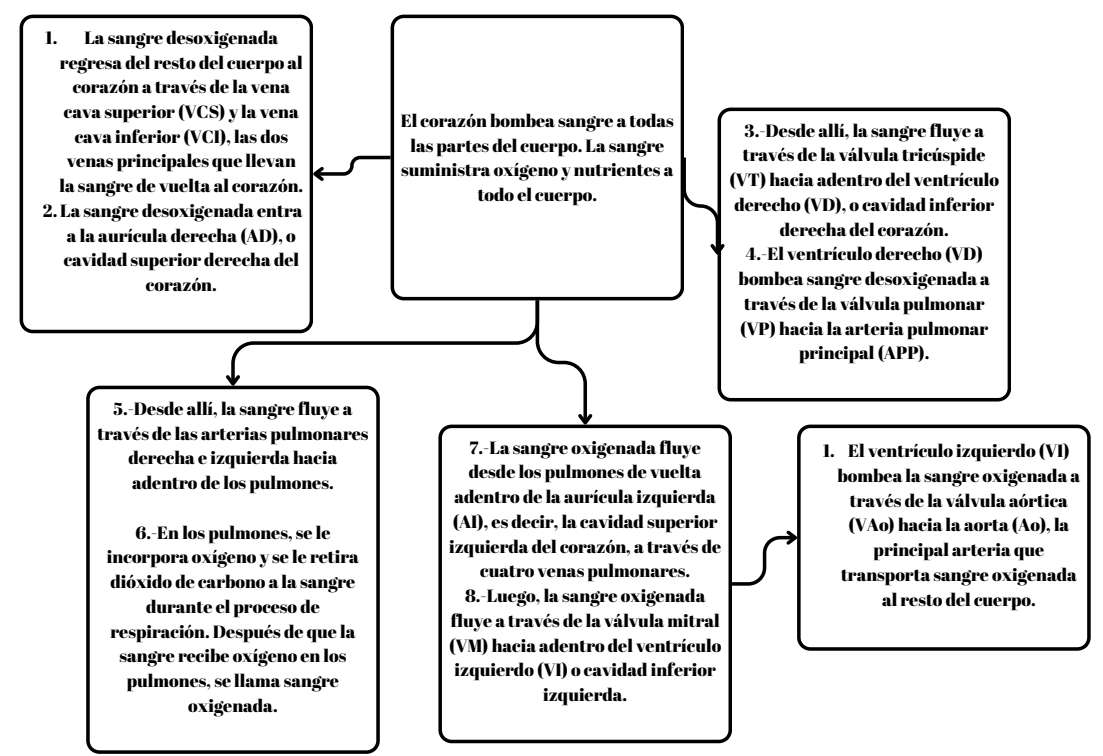 1. La sangre desoxigenada
regresa del resto del cuerpo al
corazón a través de la vena
cava superior (VCS) y la vena
cava inferior (VCI), las dos
venas principales que llevan
la sangre de vuelta al corazón.
2. La sangre desoxigenada entra
a la aurícula derecha (AD), o
cavidad superior derecha del
corazón.
El corazón bombea sangre a todas
las partes del cuerpo. La sangre
suministra oxígeno y nutrientes a
todo el cuerpo.
3.-Desde allí, la sangre fluye a
través de la válvula tricúspide
(VT) hacia adentro del ventrículo
derecho (VD), o cavidad inferior
derecha del corazón.
4.-El ventrículo derecho (VD)
bombea sangre desoxigenada a
través de la válvula pulmonar
(VP) hacia la arteria pulmonar
principal (APP).
5.-Desde allí, la sangre fluye a
través de las arterias pulmonares
derecha e izquierda hacia
adentro de los pulmones.
6.-En los pulmones, se le
incorpora oxígeno y se le retira
dióxido de carbono a la sangre
durante el proceso de
respiración. Después de que la
sangre recibe oxígeno en los
pulmones, se llama sangre
oxigenada.
7.-La sangre oxigenada fluye
desde los pulmones de vuelta
adentro de la aurícula izquierda
(AI), es decir, la cavidad superior
izquierda del corazón, a través de
cuatro venas pulmonares.
8.-Luego, la sangre oxigenada
fluye a través de la válvula mitral
(VM) hacia adentro del ventrículo
izquierdo (VI) o cavidad inferior
izquierda.
1. El ventrículo izquierdo (VI)
bombea la sangre oxigenada a
través de la válvula aórtica
(VAo) hacia la aorta (Ao), la
principal arteria que
transporta sangre oxigenada
al resto del cuerpo.